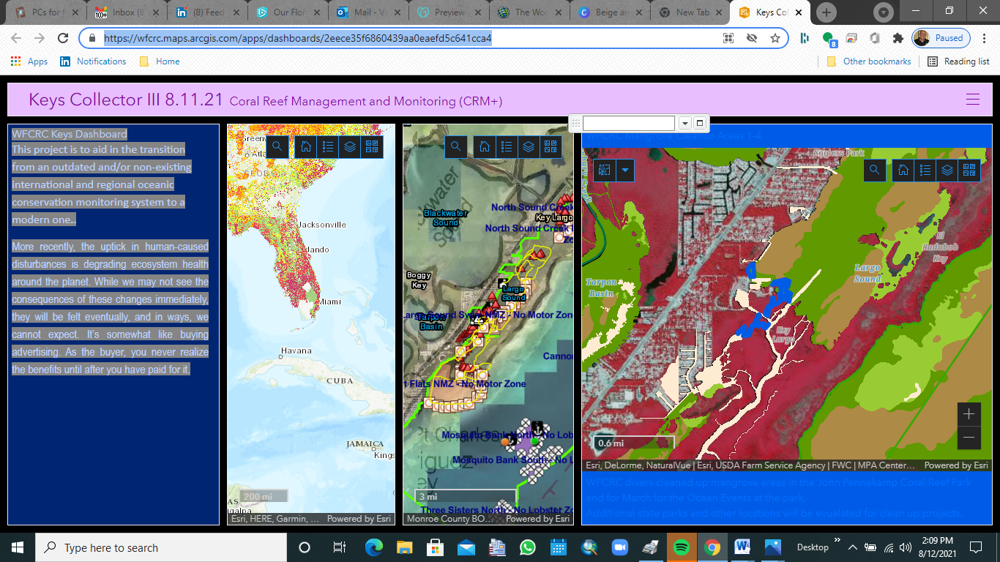 PCs for
Inbox (8
(8) Feed
Our Flor
Mail - Vi
Preview
The Wor
Beige an
New Tab
Keys Col
https://wfcrc.maps.arcgis.com/apps/dashboards/2eece35f6860439aa0eaefd5c641cca4
8
Paused
Apps
Notifications
Home
Other bookmarks
Reading list
Keys Collector III 8.11.21 Coral Reef Management and Monitoring (CRM+)
WFCRC Keys Dashboard
This project is to aid in the transition
from an outdated and/or non-existing
international and regional oceanic
conservation monitoring system to a
modern one..
More recently, the uptick in human-caused
disturbances is degrading ecosystem health
around the planet. While we may not see the
consequences of these changes immediately,
they will be felt eventually, and in ways, we
cannot expect. It's somewhat like buying
advertising. As the buyer, you never realize
the benefits until after you have paid for it.
Jacksonville
lando
Miami
Havana
CUBA
JAMAICA
Kings
200 mi
Esri, HERE, Garmin, ...
Powered by Esri
Blackwater
Sound
North Sound Creek
Key Largo
North Sound Creek
Boggy
Key
Largo
Sound
Tarpon
Basin
NMZ - No Motor Zon
Cannon
t Flats NMZ - No Motor Zone
Mosquito Bank North - No Lob
Mosquito Bank South - No L
3 mi
Three Sisters North - No Lobster Zo
Monroe County BO...
Powered by Esri
WFCRC Mangrove Cleanup Areas 1-4
Anglers Park
Tarpon
Basin
Largo
Sound
El
Radabob
Key
Key
Largo
0.6 mi
Esri, DeLorme, NaturalVue | Esri, USDA Farm Service Agency | FWC | MPA Center...
Powered by Esri
WFCRC divers cleaned up mangrove areas in the John Pennekamp Coral Reef Park
and for March for the Ocean Events at the park.
Additional state parks and other locations will be evualated for clean up projects.
Type here to search
Desktop
2:09 PM
8/12/2021